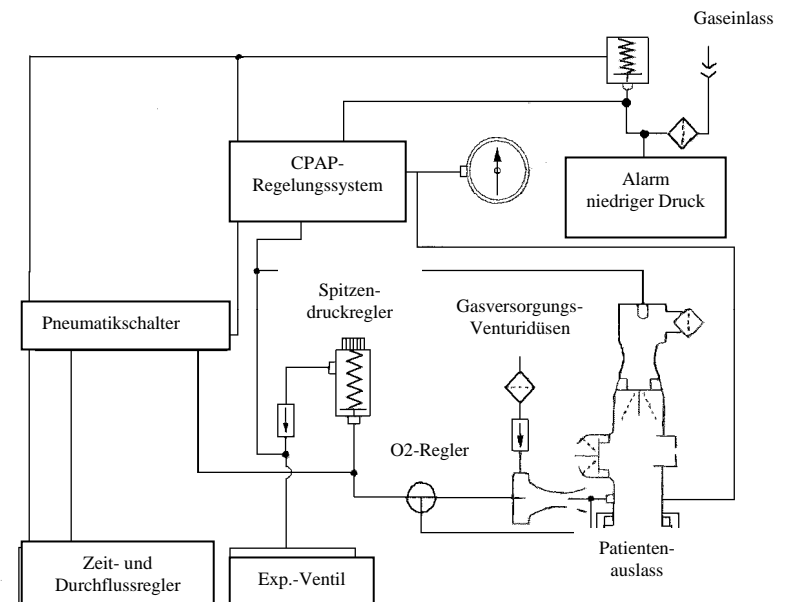 Gaseinlass
CPAP-
Regelungssystem
Alarm
niedriger Druck
Spitzen-
druckregler
Gasversorgungs-
Venturidüsen
Pneumatikschalter
O2-Regler
Patienten-
auslass
Zeit- und
Durchflussregler
Exp.-Ventil